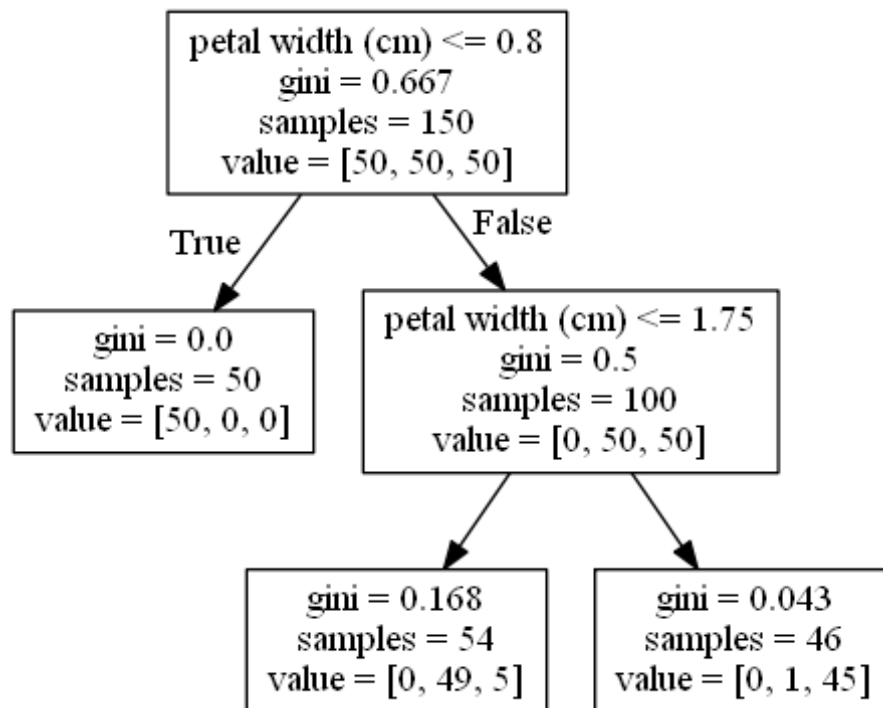 petal width (cm) <= 0.8
gini = 0.667
samples = 150
value = [50, 50, 50]
True
False
gini = 0.0
samples = 50
value = [50, 0, 0]
petal width (cm) <= 1.75
gini = 0.5
samples = 100
value = [0, 50, 50]
gini = 0.168
samples = 54
value = [0, 49, 5]
gini = 0.043
samples = 46
value = [0, 1, 45]